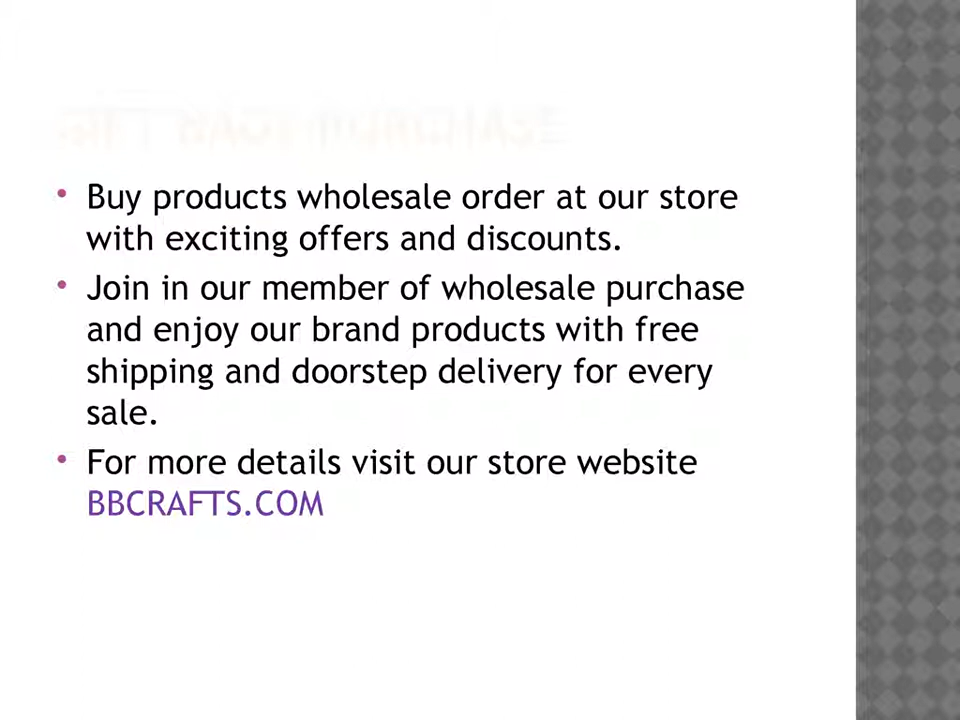 • Buy products wholesale order at our store
with exciting offers and discounts.
• Join in our member of wholesale purchase
and enjoy our brand products with free
shipping and doorstep delivery for every
sale.
• For more details visit our store website
BBCRAFTS.COM